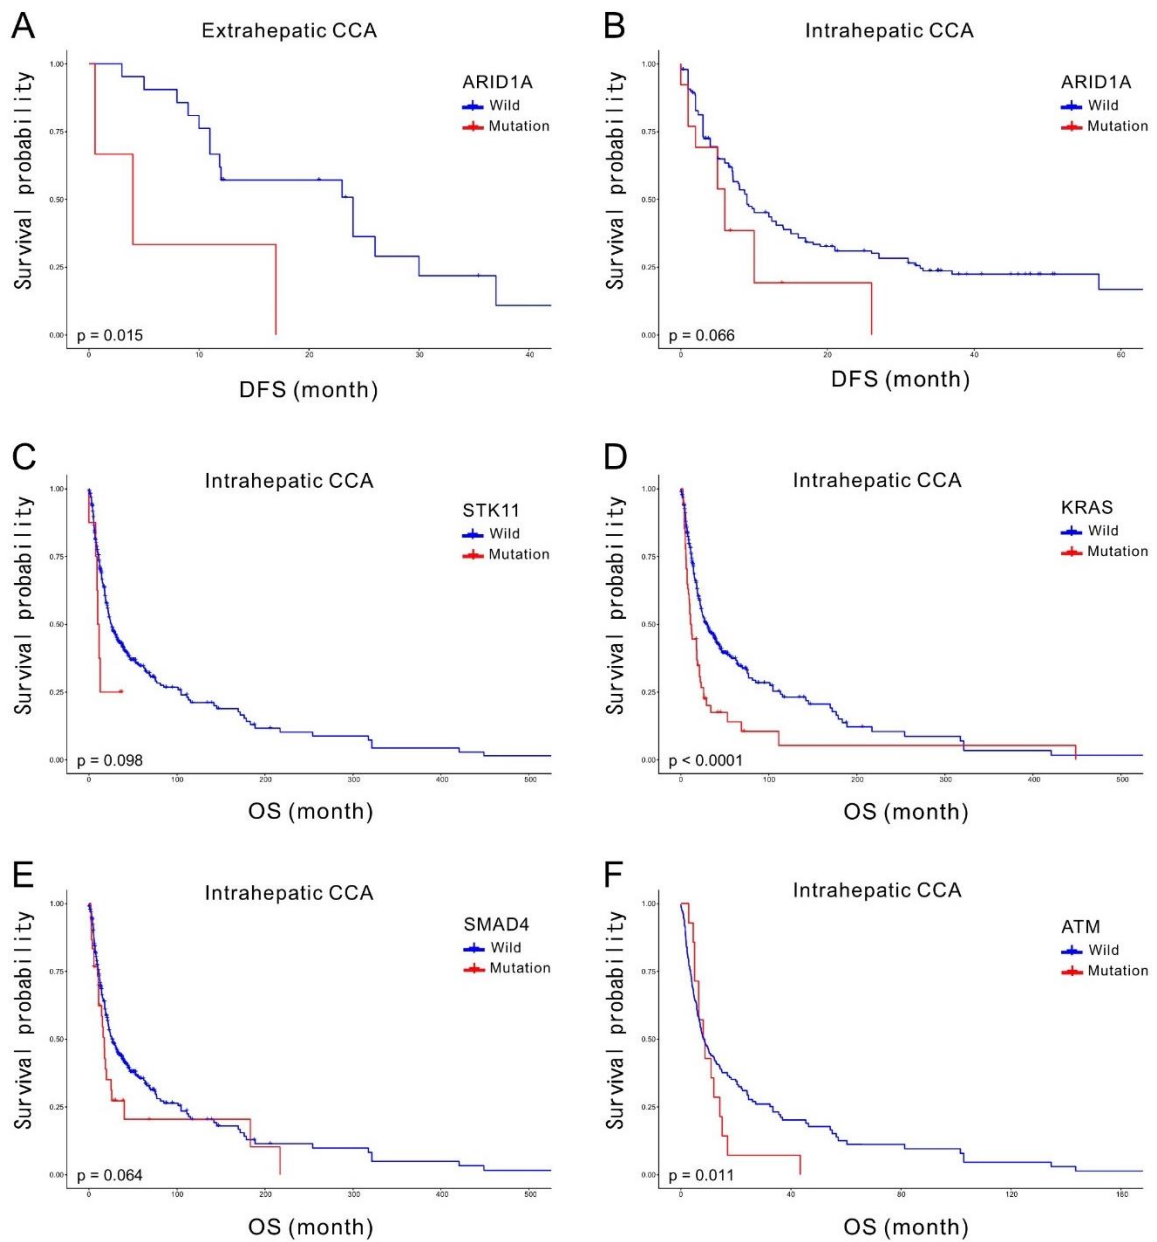 A
Extrahepatic CCA
Survival probability
1.00
0.75
0.50
0.25
0.00
ARID1A
Wild
Mutation
p = 0.015
0 10 20 30 40
DFS (month)
B
Intrahepatic CCA
Survival probability
1.00
0.75
0.50
0.25
0.00
ARID1A
Wild
Mutation
p = 0.066
0 20 40 60
DFS (month)
C
Intrahepatic CCA
Survival probability
1.00
0.75
0.50
0.25
0.00
STK11
Wild
Mutation
p = 0.098
0 100 200 300 400 500
OS (month)
D
Intrahepatic CCA
Survival probability
1.00
0.75
0.50
0.25
0.00
KRAS
Wild
Mutation
p < 0.0001
0 100 200 300 400 500
OS (month)
E
Intrahepatic CCA
Survival probability
1.00
0.75
0.50
0.25
0.00
SMAD4
Wild
Mutation
p = 0.064
0 100 200 300 400 500
OS (month)
F
Intrahepatic CCA
Survival probability
1.00
0.75
0.50
0.25
0.00
ATM
Wild
Mutation
p = 0.011
0 40 80 120 160
OS (month)